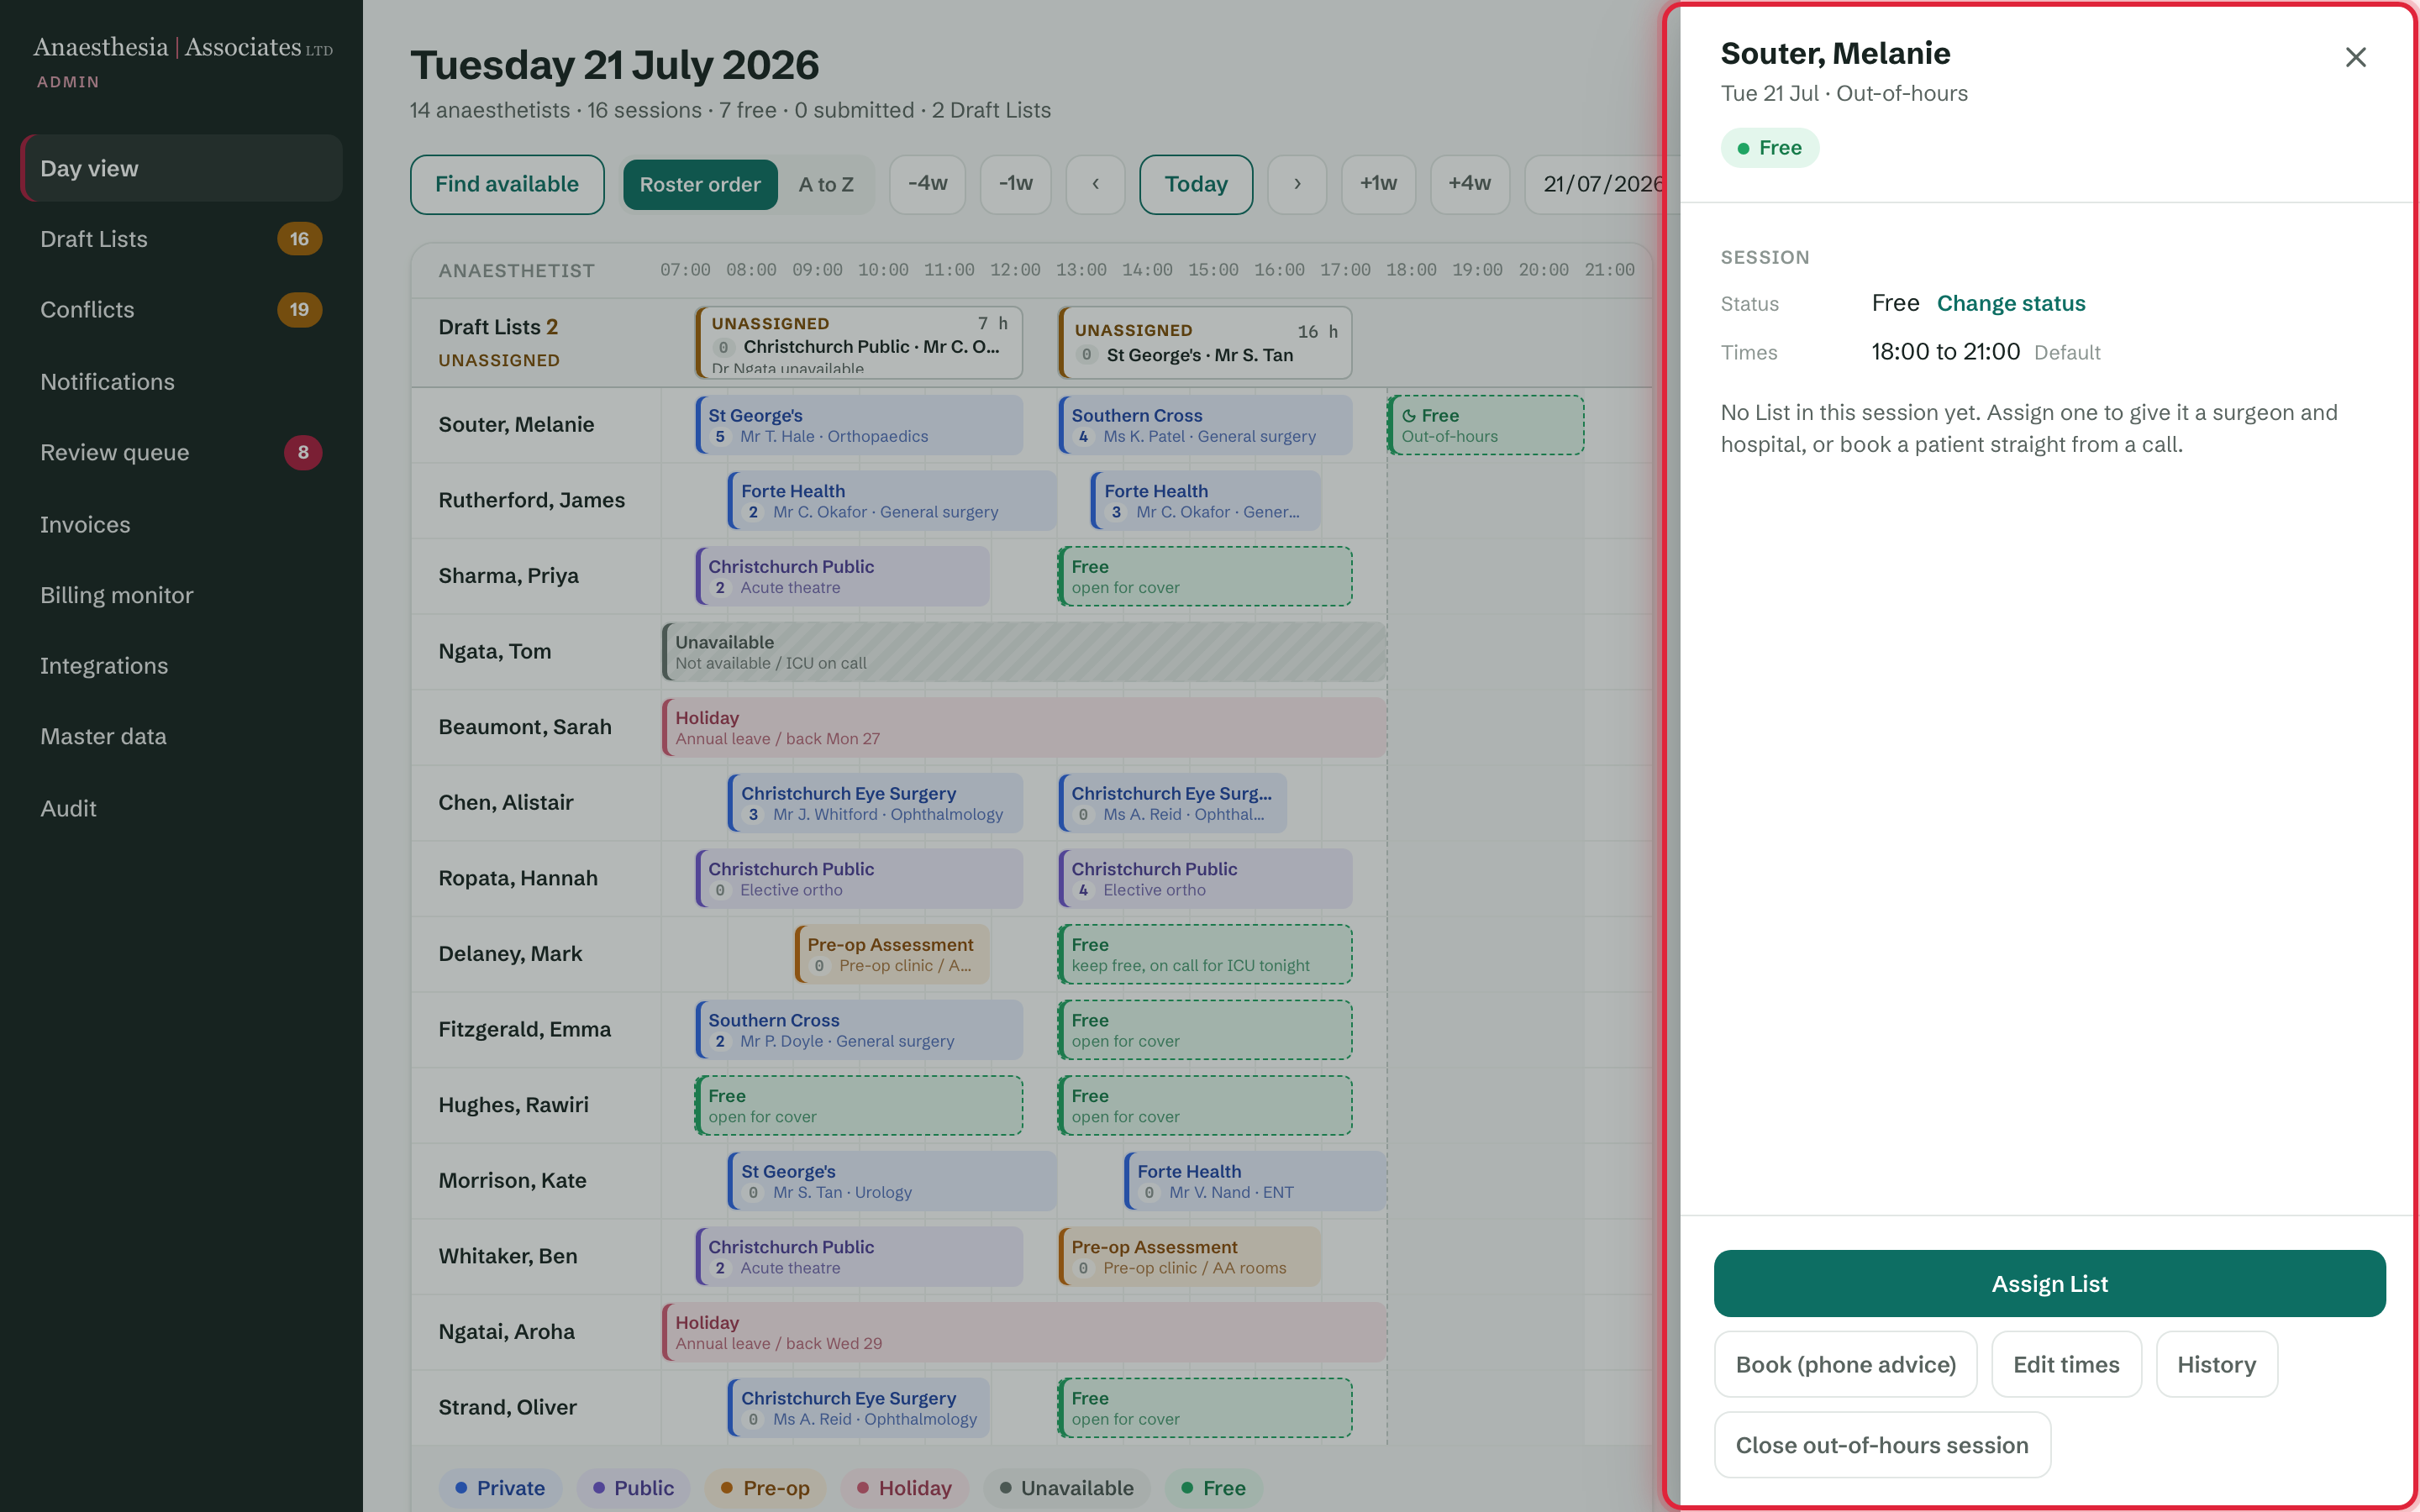 Anaesthesia | Associates LTD
ADMIN
Day view
Draft Lists 16
Conflicts 19
Notifications
Review queue 8
Invoices
Billing monitor
Integrations
Master data
Audit
Tuesday 21 July 2026
14 anaesthetists · 16 sessions · 7 free · 0 submitted · 2 Draft Lists
Find available Roster order A to Z -4w -1w ‹ Today › +1w +4w 21/07/2026
ANAESTHETIST 07:00 08:00 09:00 10:00 11:00 12:00 13:00 14:00 15:00 16:00 17:00 18:00 19:00 20:00 21:00
Draft Lists 2
UNASSIGNED
UNASSIGNED 7 h
0 Christchurch Public · Mr C. O...
Dr Ngata unavailable
UNASSIGNED 16 h
0 St George's · Mr S. Tan
Souter, Melanie
St George's
5 Mr T. Hale · Orthopaedics
Southern Cross
4 Ms K. Patel · General surgery
Free
Out-of-hours
Rutherford, James
Forte Health
2 Mr C. Okafor · General surgery
Forte Health
3 Mr C. Okafor · Gener...
Sharma, Priya
Christchurch Public
2 Acute theatre
Free
open for cover
Ngata, Tom
Unavailable
Not available / ICU on call
Beaumont, Sarah
Holiday
Annual leave / back Mon 27
Chen, Alistair
Christchurch Eye Surgery
3 Mr J. Whitford · Ophthalmology
Christchurch Eye Surg...
0 Ms A. Reid · Ophthal...
Ropata, Hannah
Christchurch Public
0 Elective ortho
Christchurch Public
4 Elective ortho
Delaney, Mark
Pre-op Assessment
0 Pre-op clinic / A...
Free
keep free, on call for ICU tonight
Fitzgerald, Emma
Southern Cross
2 Mr P. Doyle · General surgery
Free
open for cover
Hughes, Rawiri
Free
open for cover
Free
open for cover
Morrison, Kate
St George's
0 Mr S. Tan · Urology
Forte Health
0 Mr V. Nand · ENT
Whitaker, Ben
Christchurch Public
2 Acute theatre
Pre-op Assessment
0 Pre-op clinic / AA rooms
Ngatai, Aroha
Holiday
Annual leave / back Wed 29
Strand, Oliver
Christchurch Eye Surgery
0 Ms A. Reid · Ophthalmology
Free
open for cover
Private Public Pre-op Holiday Unavailable Free
Souter, Melanie
Tue 21 Jul · Out-of-hours
Free
SESSION
Status Free Change status
Times 18:00 to 21:00 Default
No List in this session yet. Assign one to give it a surgeon and
hospital, or book a patient straight from a call.
Assign List
Book (phone advice) Edit times History
Close out-of-hours session